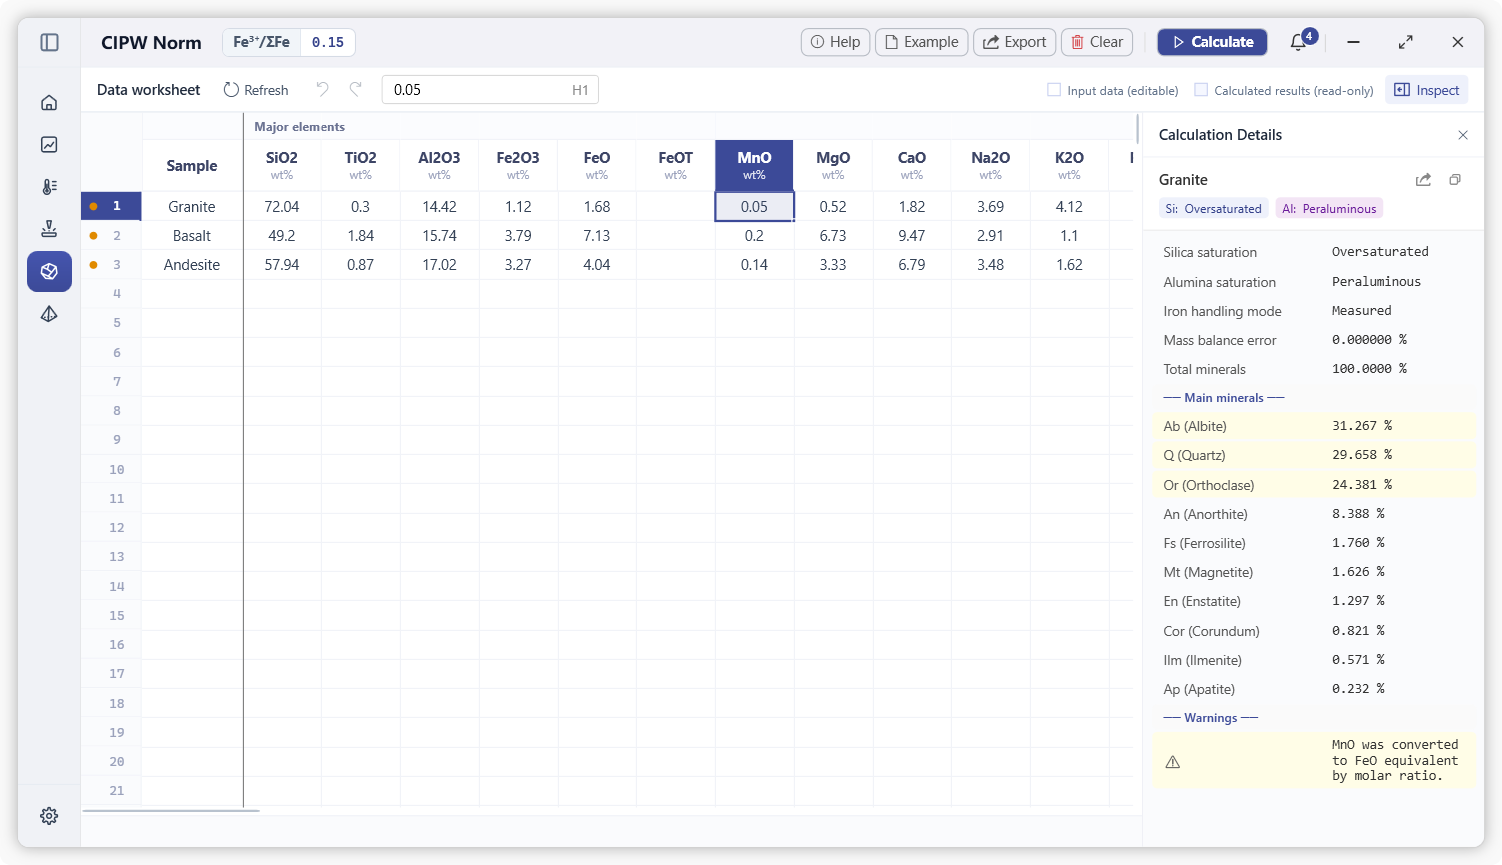 CIPW Norm
Fe³⁺/ΣFe 0.15
Help
Example
Export
Clear
Calculate
4
Data worksheet
Refresh
0.05 H1
Input data (editable)
Calculated results (read-only)
Inspect
Major elements
Sample SiO2 TiO2 Al2O3 Fe2O3 FeO FeOT MnO MgO CaO Na2O K2O
wt% wt% wt% wt% wt% wt% wt% wt% wt% wt% wt%
1 Granite 72.04 0.3 14.42 1.12 1.68 0.05 0.52 1.82 3.69 4.12
2 Basalt 49.2 1.84 15.74 3.79 7.13 0.2 6.73 9.47 2.91 1.1
3 Andesite 57.94 0.87 17.02 3.27 4.04 0.14 3.33 6.79 3.48 1.62
4
5
6
7
8
9
10
11
12
13
14
15
16
17
18
19
20
21
Calculation Details
Granite
Si: Oversaturated
Al: Peraluminous
Silica saturation Oversaturated
Alumina saturation Peraluminous
Iron handling mode Measured
Mass balance error 0.000000 %
Total minerals 100.0000 %
── Main minerals ──
Ab (Albite) 31.267 %
Q (Quartz) 29.658 %
Or (Orthoclase) 24.381 %
An (Anorthite) 8.388 %
Fs (Ferrosilite) 1.760 %
Mt (Magnetite) 1.626 %
En (Enstatite) 1.297 %
Cor (Corundum) 0.821 %
Ilm (Ilmenite) 0.571 %
Ap (Apatite) 0.232 %
── Warnings ──
MnO was converted
to FeO equivalent
by molar ratio.